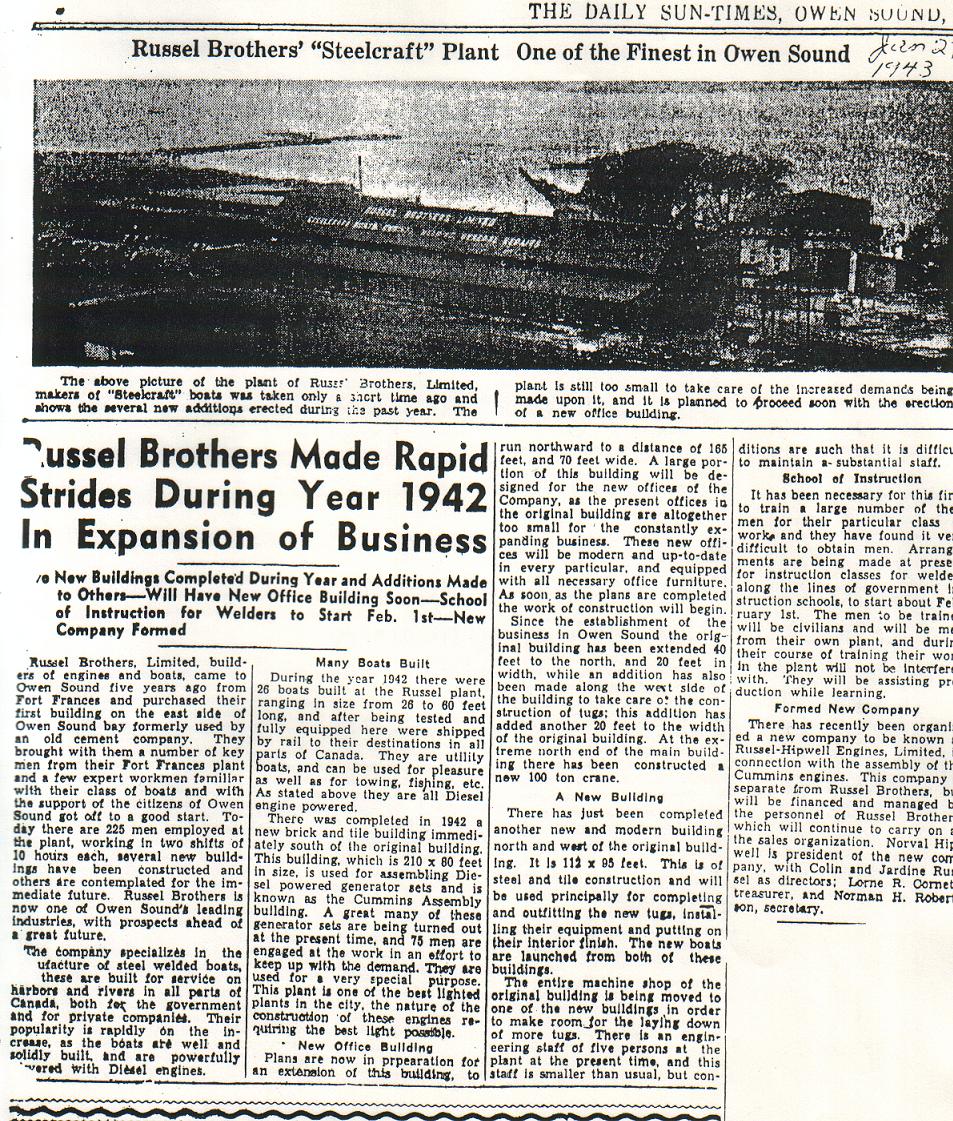 THE DAILY SUN-TIMES, OWEN SOUND,
Russel Brothers' "Steelcraft" Plant One of the Finest in Owen Sound
Jan 2
1943
RUSSEL BROTHERS LIMITED
The above picture of the plant of Russ' Brothers, Limited,
makers of "Steelcraft" boats was taken only a short time ago and
shows the several new additions erected during the past year. The
plant is still too small to take care of the increased demands being
made upon it, and it is planned to proceed soon with the erection
of a new office building.
Russel Brothers Made Rapid
Strides During Year 1942
In Expansion of Business
New Buildings Completed During Year and Additions Made
to Others—Will Have New Office Building Soon—School
of Instruction for Welders to Start Feb. 1st—New
Company Formed
Russel Brothers, Limited, build-
ers of engines and boats, came to
Owen Sound five years ago from
Fort Frances and purchased their
first building on the east side of
Owen Sound bay formerly used by
an old cement company. They
brought with them a number of key
men from their Fort Frances plant
and a few expert workmen familiar
with their class of boats and with
the support of the citizens of Owen
Sound got off to a good start. To-
day there are 225 men employed at
the plant, working in two shifts of
10 hours each, several new build-
ings have been constructed and
others are contemplated for the im-
mediate future. Russel Brothers is
now one of Owen Sound's leading
industries, with prospects ahead of
a great future.
The company specializes in the
ufacture of steel welded boats,
these are built for service on
harbors and rivers in all parts of
Canada, both for the government
and for private companies. Their
popularity is rapidly on the in-
crease, as the boats are well and
solidly built, and are powerfully
wered with Diesel engines.
Many Boats Built
During the year 1942 there were
26 boats built at the Russel plant,
ranging in size from 26 to 60 feet
long, and after being tested and
fully equipped here were shipped
by rail to their destinations in all
parts of Canada. They are utility
boats, and can be used for pleasure
as well as for towing, fishing, etc.
As stated above they are all Diesel
engine powered.
There was completed in 1942 a
new brick and tile building immedi-
ately south of the original building.
This building, which is 210 x 80 feet
in size, is used for assembling Die-
sel powered generator sets and is
known as the Cummins Assembly
building. A great many of these
generator sets are being turned out
at the present time, and 75 men are
engaged at the work in an effort to
keep up with the demand. They are
used for a very special purpose.
This plant is one of the best lighted
plants in the city, the nature of the
construction of these engines re-
quiring the best light possible.
New Office Building
Plans are now in prpearation for
an extension of this building, to
run northward to a distance of 165
feet, and 70 feet wide. A large por-
tion of this building will be de-
signed for the new offices of the
Company, as the present offices in
the original building are altogether
too small for the constantly ex-
panding business. These new offi-
ces will be modern and up-to-date
in every particular, and equipped
with all necessary office furniture.
As soon as the plans are completed
the work of construction will begin.
Since the establishment of the
business in Owen Sound the orig-
inal building has been extended 40
feet to the north, and 20 feet in
width, while an addition has also
been made along the west side of
the building to take care of the con-
struction of tugs; this addition has
added another 20 feet to the width
of the original building. At the ex-
treme north end of the main build-
ing there has been constructed a
new 100 ton crane.
A New Building
There has just been completed
another new and modern building
north and west of the original build-
ing. It is 112 x 95 feet. This is of
steel and tile construction and will
be used principally for completing
and outfitting the new tugs, instal-
ling their equipment and putting on
their interior finish. The new boats
are launched from both of these
buildings.
The entire machine shop of the
original building is being moved to
one of the new buildings in order
to make room for the laying down
of more tugs. There is an engin-
eering staff of five persons at the
plant at the present time, and this
staff is smaller than usual, but con-
ditions are such that it is difficu
to maintain a substantial staff.
School of Instruction
It has been necessary for this fir
to train a large number of the
men for their particular class
work and they have found it ve
difficult to obtain men. Arrang
ments are being made at prese
for instruction classes for welde
along the lines of government i
struction schools, to start about Fe
ruary 1st. The men to be traine
will be civilians and will be me
from their own plant, and durin
their course of training their wor
in the plant will not be interfere
with. They will be assisting pr
duction while learning.
Formed New Company
There has recently been organi
ed a new company to be known
Russel-Hipwell Engines, Limited, i
connection with the assembly of th
Cummins engines. This company
separate from Russel Brothers, bu
will be financed and managed b
the personnel of Russel Brother
which will continue to carry on a
the sales organization. Norval Hip
well is president of the new com
pany, with Colin and Jardine Rus
sel as directors; Lorne R. Cornet
treasurer, and Norman H. Robert
son, secretary.